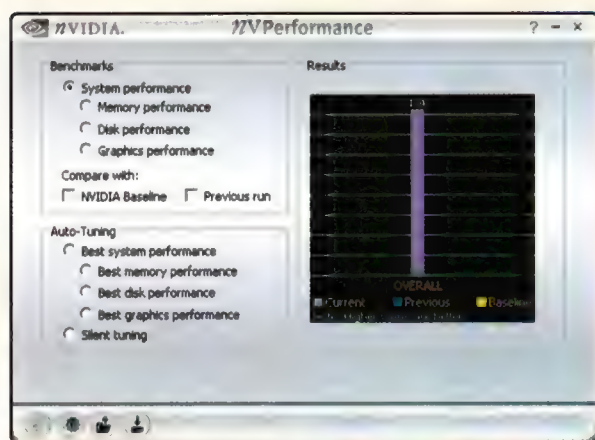 nVIDIA.
NVPerformance
? - ×
Benchmarks
System performance
Memory performance
Disk performance
Graphics performance
Compare with:
NVIDIA Baseline
Previous run
Auto-Tuning
Best system performance
Best memory performance
Best disk performance
Best graphics performance
Silent tuning
Results
OVERALL
Current
Previous
Baseline